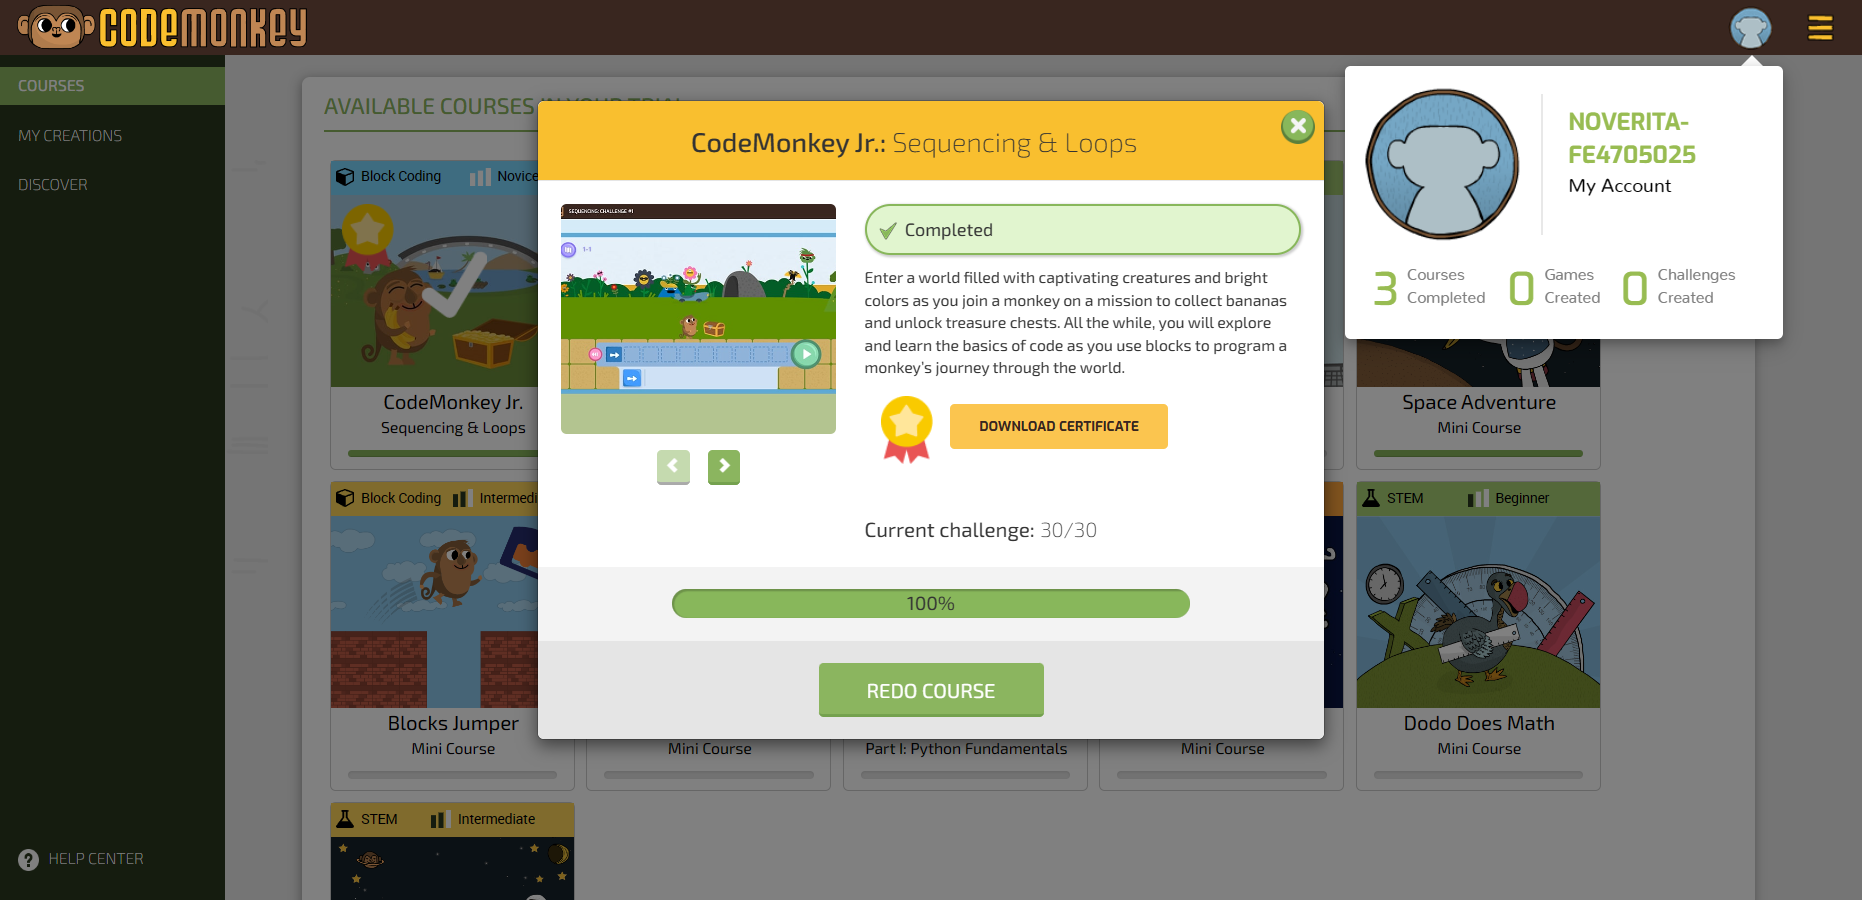 CODEMONKEY
COURSES
MY CREATIONS
DISCOVER
HELP CENTER
AVAILABLE COURSES IN YOUR TRIAL
Block Coding
Novice
CodeMonkey Jr.
Sequencing & Loops
Space Adventure
Mini Course
Block Coding
Intermedi
Blocks Jumper
Mini Course
Mini Course
Part I: Python Fundamentals
Mini Course
STEM
Beginner
Dodo Does Math
Mini Course
STEM
Intermediate
CodeMonkey Jr.: Sequencing & Loops
SEQUENCING: CHALLENGE #1
1-1
Completed
Enter a world filled with captivating creatures and bright
colors as you join a monkey on a mission to collect bananas
and unlock treasure chests. All the while, you will explore
and learn the basics of code as you use blocks to program a
monkey's journey through the world.
DOWNLOAD CERTIFICATE
Current challenge: 30/30
100%
REDO COURSE
NOVERITA-
FE4705025
My Account
3 Courses
Completed
0 Games
Created
0 Challenges
Created